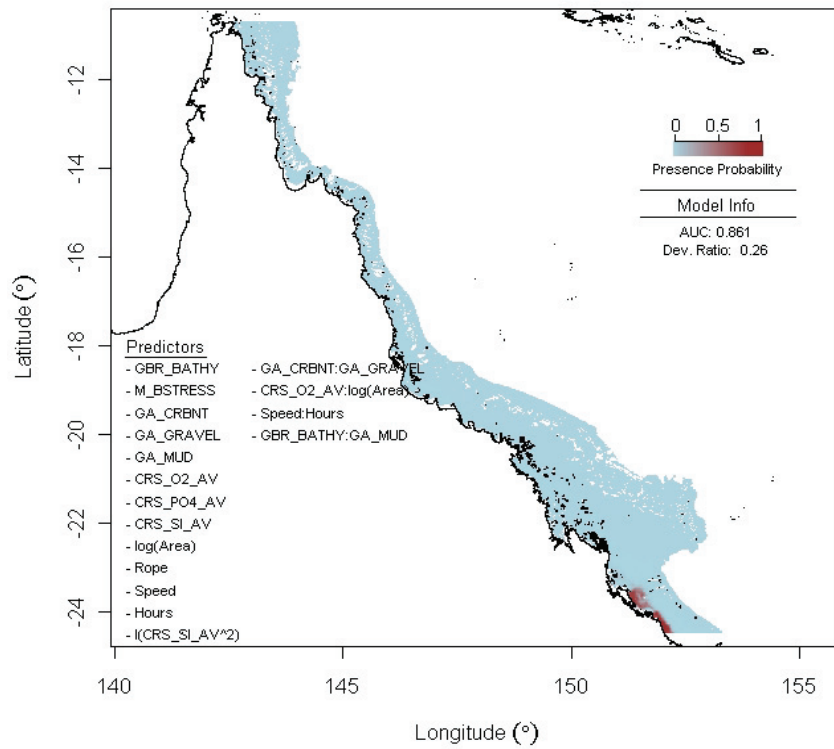 0 0.5 1
Presence Probability
Model Info
AUC: 0.861
Dev. Ratio: 0.26
Predictors
- GBR_BATHY
- M_BSTRESS
- GA_CRBNT
- GA_GRAVEL
- GA_MUD
- CRS_O2_AV
- CRS_PO4_AV
- CRS_SI_AV
- log(Area)
- Rope
- Speed
- Hours
- I(CRS_SI_AV^2)
- GA_CRBNT:GA_GRAVEL
- CRS_O2_AV:log(Area)
- Speed:Hours
- GBR_BATHY:GA_MUD
Latitude (°)
-12
-14
-16
-18
-20
-22
-24
140 145 150 155
Longitude (°)